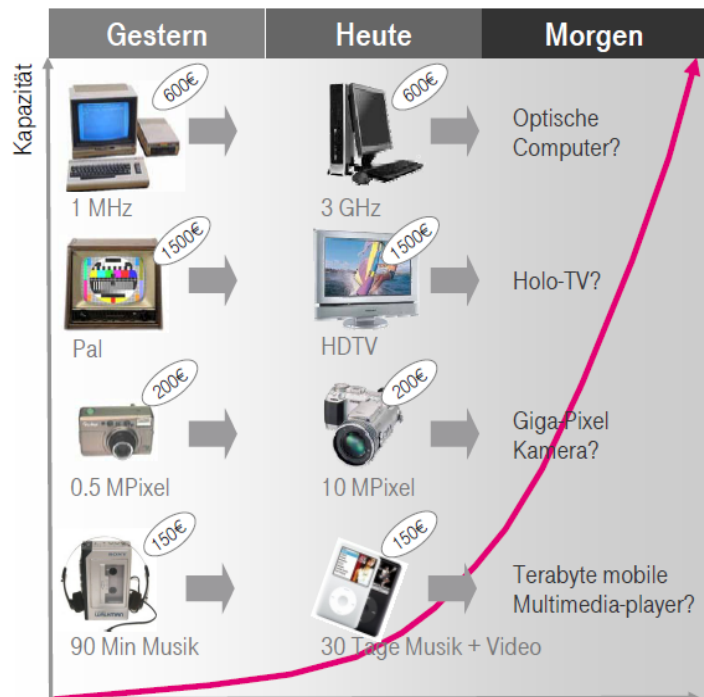 Gestern
Heute
Morgen
Kapazität
600€
600€
Optische
Computer?
1 MHz
3 GHz
1500€
1500€
Holo-TV?
Pal
HDTV
200€
200€
Giga-Pixel
Kamera?
0.5 MPixel
10 MPixel
150€
150€
SONY
WALKMAN
Terabyte mobile
Multimedia-player?
90 Min Musik
30 Tage Musik + Video